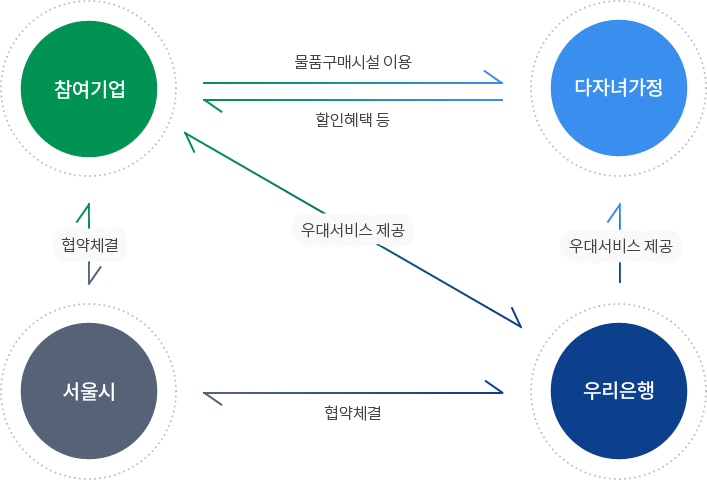 물품구매시설 이용
참여기업
다자녀가정
할인혜택 등
우대서비스 제공
협약체결
우대서비스 제공
서울시
우리은행
협약체결